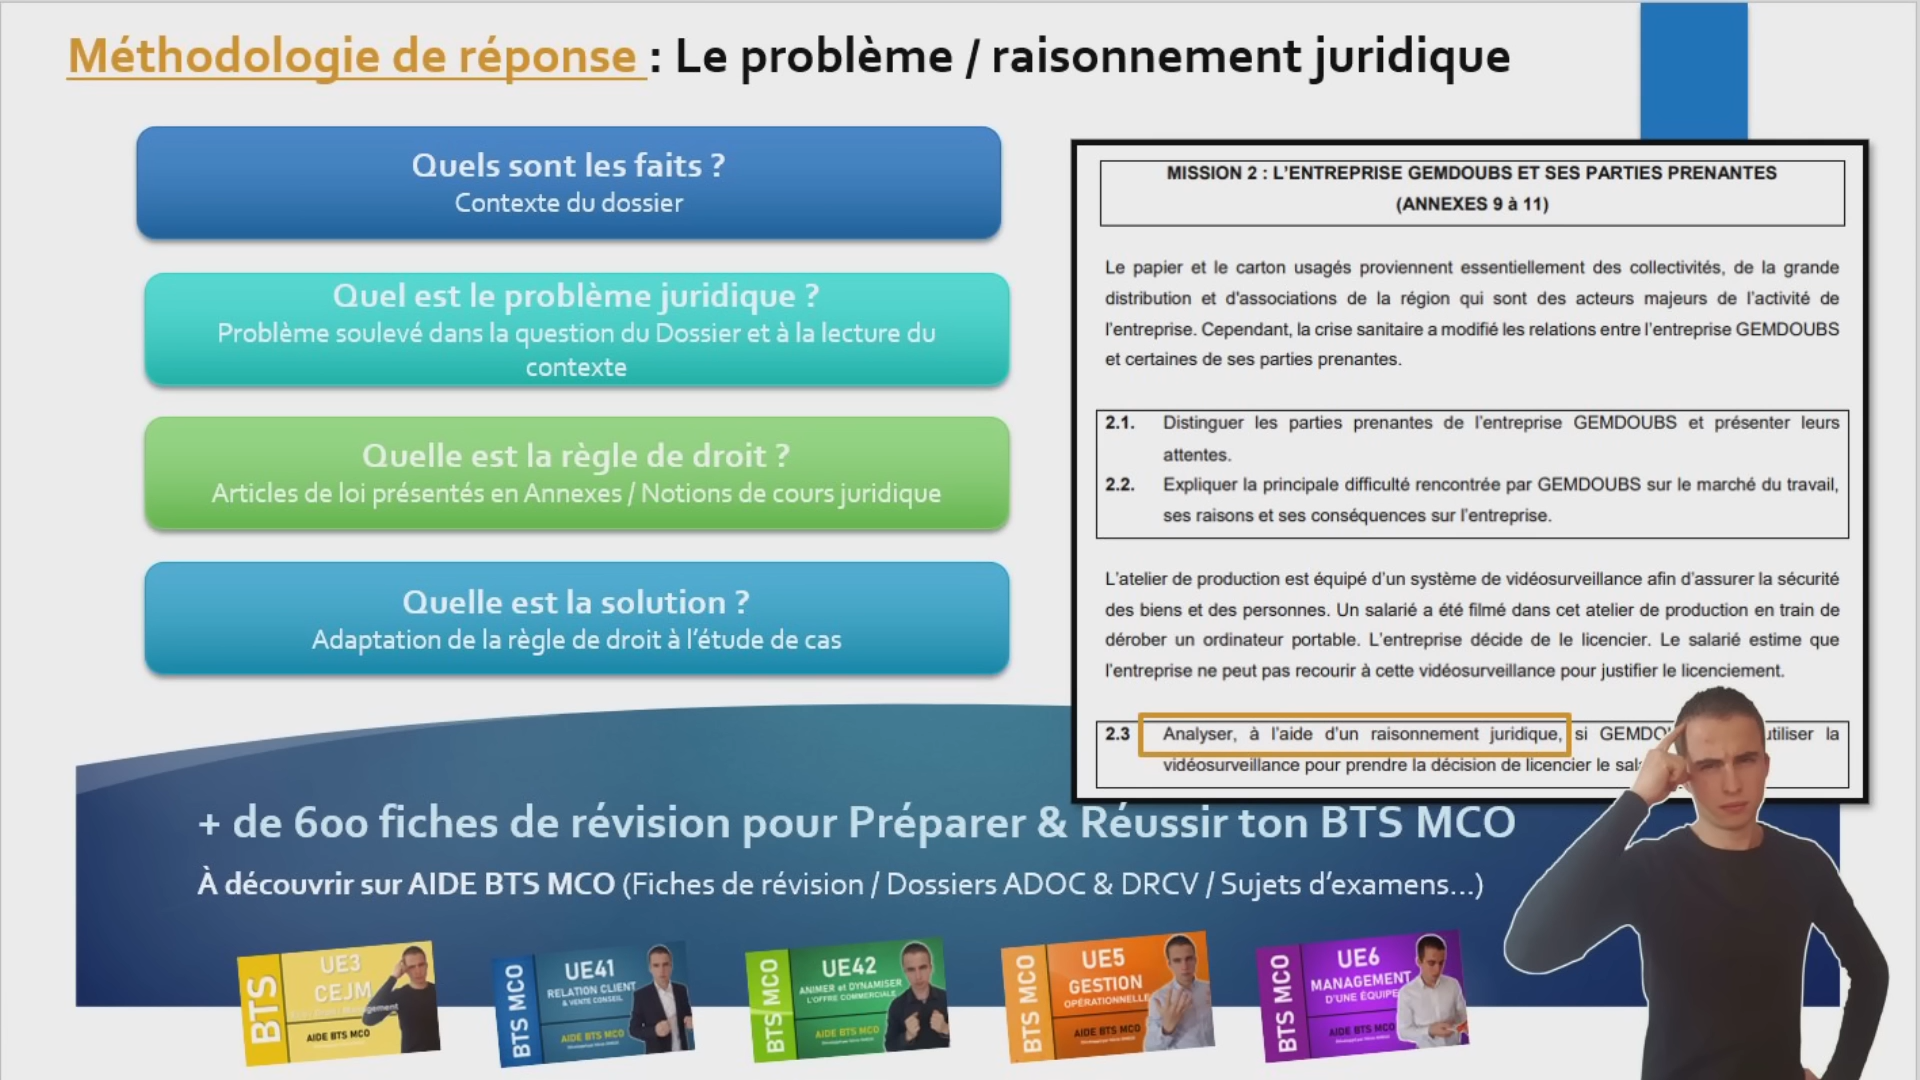 Méthodologie de réponse : Le problème / raisonnement juridique
Quels sont les faits ?
Contexte du dossier
Quel est le problème juridique ?
Problème soulevé dans la question du Dossier et à la lecture du
contexte
Quelle est la règle de droit ?
Articles de loi présentés en Annexes / Notions de cours juridique
Quelle est la solution ?
Adaptation de la règle de droit à l'étude de cas
MISSION 2 : L'ENTREPRISE GEMDOUBS ET SES PARTIES PRENANTES
(ANNEXES 9 à 11)
Le papier et le carton usagés proviennent essentiellement des collectivités, de la grande
distribution et d'associations de la région qui sont des acteurs majeurs de l'activité de
l'entreprise. Cependant, la crise sanitaire a modifié les relations entre l'entreprise GEMDOUBS
et certaines de ses parties prenantes.
2.1. Distinguer les parties prenantes de l'entreprise GEMDOUBS et présenter leurs
attentes.
2.2. Expliquer la principale difficulté rencontrée par GEMDOUBS sur le marché du travail,
ses raisons et ses conséquences sur l'entreprise.
L'atelier de production est équipé d'un système de vidéosurveillance afin d'assurer la sécurité
des biens et des personnes. Un salarié a été filmé dans cet atelier de production en train de
dérober un ordinateur portable. L'entreprise décide de le licencier. Le salarié estime que
l'entreprise ne peut pas recourir à cette vidéosurveillance pour justifier le licenciement.
2.3 Analyser, à l'aide d'un raisonnement juridique, si utiliser la
vidéosurveillance pour prendre la décision de licencier le
+ de 600 fiches de révision pour Préparer & Réussir ton BTS MCO
À découvrir sur AIDE BTS MCO (Fiches de révision / Dossiers ADOC & DRCV / Sujets d'examens...)
BTS
UE3
CEJM
AIDE BTS MCO
BTS MCO
UE41
RELATION CLIENT
& VENTE CONSEIL
AIDE BTS MCO
BTS MCO
UE42
ANIMER et DYNAMISER
L'OFFRE COMMERCIALE
AIDE BTS MCO
BTS MCO
UE5
GESTION
OPÉRATIONNELLE
AIDE BTS MCO
BTS MCO
UE6
MANAGEMENT
D'UNE ÉQUIPE
AIDE BTS MCO